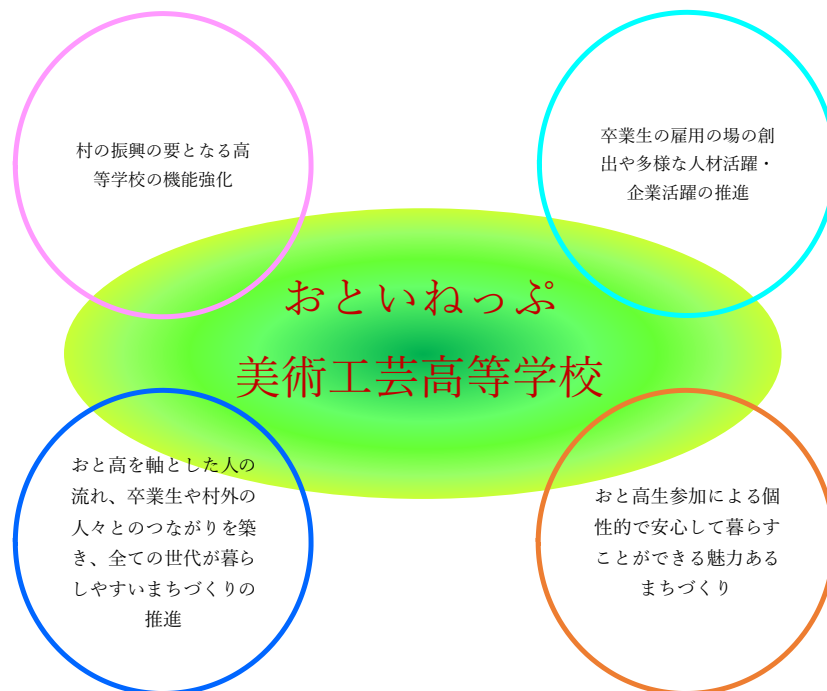 村の振興の要となる高
等学校の機能強化
卒業生の雇用の場の創
出や多様な人材活躍・
企業活躍の推進
おといねっぷ
美術工芸高等学校
おと高を軸とした人の
流れ、卒業生や村外の
人々とのつながりを築
き、全ての世代が暮ら
しやすいまちづくりの
推進
おと高生参加による個
性的で安心して暮らす
ことができる魅力ある
まちづくり